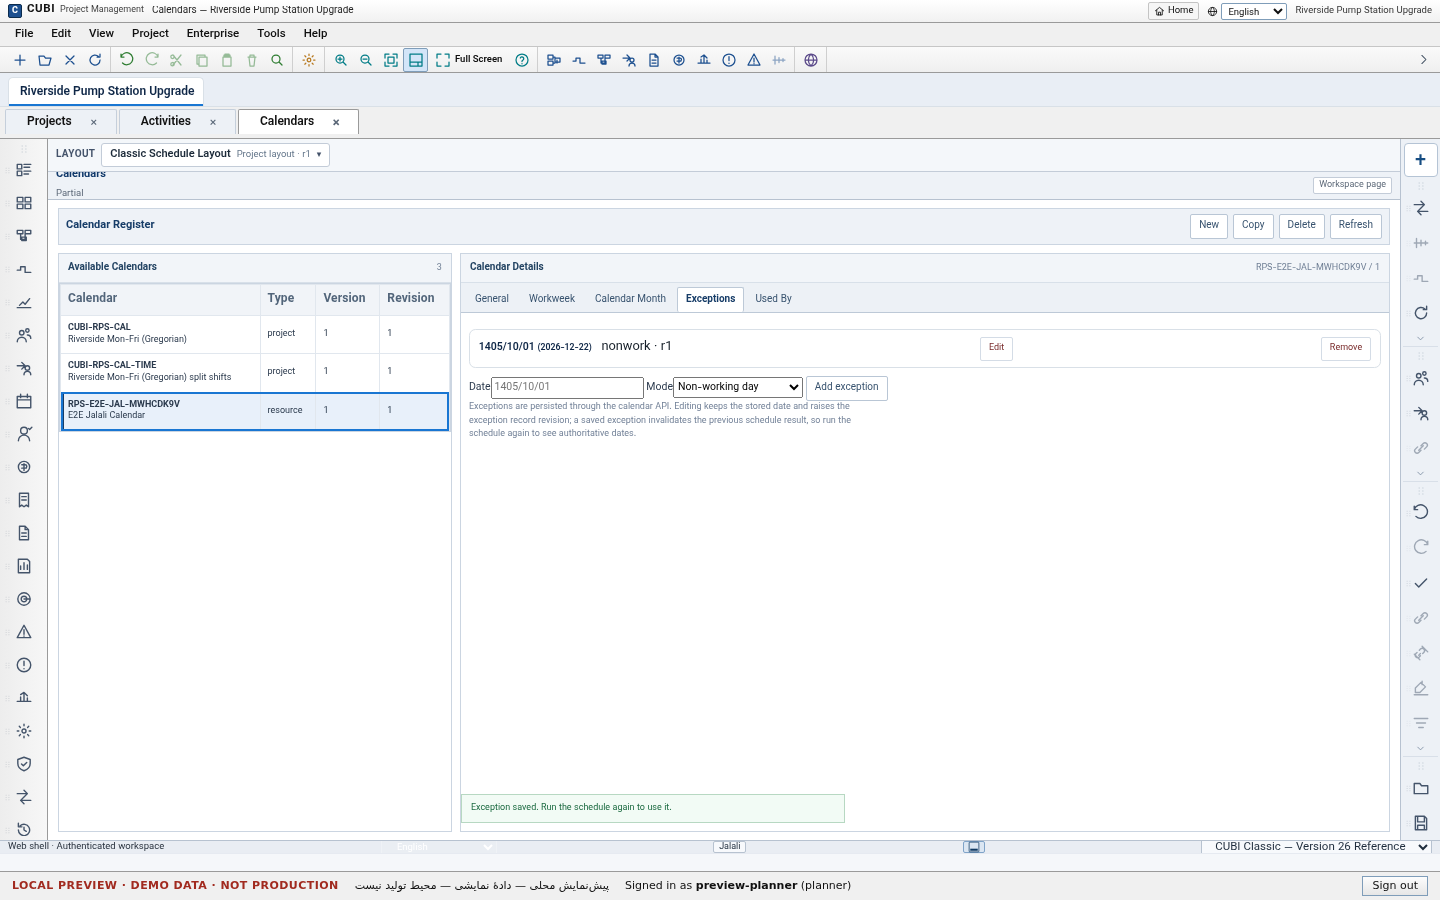 C CUBI Project Management Calendars — Riverside Pump Station Upgrade Home English Riverside Pump Station Upgrade
File Edit View Project Enterprise Tools Help
Full Screen
Riverside Pump Station Upgrade
Projects × Activities × Calendars ×
LAYOUT Classic Schedule Layout Project layout · r1
Calendars
Partial Workspace page
Calendar Register New Copy Delete Refresh
Available Calendars 3
Calendar Type Version Revision
CUBI-RPS-CAL
Riverside Mon-Fri (Gregorian) project 1 1
CUBI-RPS-CAL-TIME
Riverside Mon-Fri (Gregorian) split shifts project 1 1
RPS-E2E-JAL-MWHCDK9V
E2E Jalali Calendar resource 1 1
Calendar Details RPS-E2E-JAL-MWHCDK9V / 1
General Workweek Calendar Month Exceptions Used By
1405/10/01 (2026-12-22) nonwork · r1 Edit Remove
Date 1405/10/01 Mode Non-working day Add exception
Exceptions are persisted through the calendar API. Editing keeps the stored date and raises the
exception record revision; a saved exception invalidates the previous schedule result, so run the
schedule again to see authoritative dates.
Exception saved. Run the schedule again to use it.
Web shell · Authenticated workspace English Jalali CUBI Classic — Version 26 Reference
LOCAL PREVIEW · DEMO DATA · NOT PRODUCTION پیش‌نمایش محلی — دادهٔ نمایشی — محیط تولید نیست Signed in as preview-planner (planner) Sign out